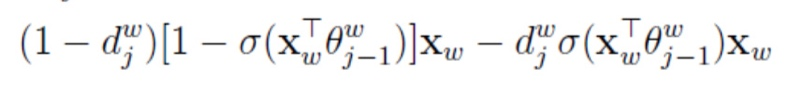 (1 − d_j^w)[1 − σ(x_w^⊤ θ_{j−1}^w)]x_w − d_j^w σ(x_w^⊤ θ_{j−1}^w)x_w